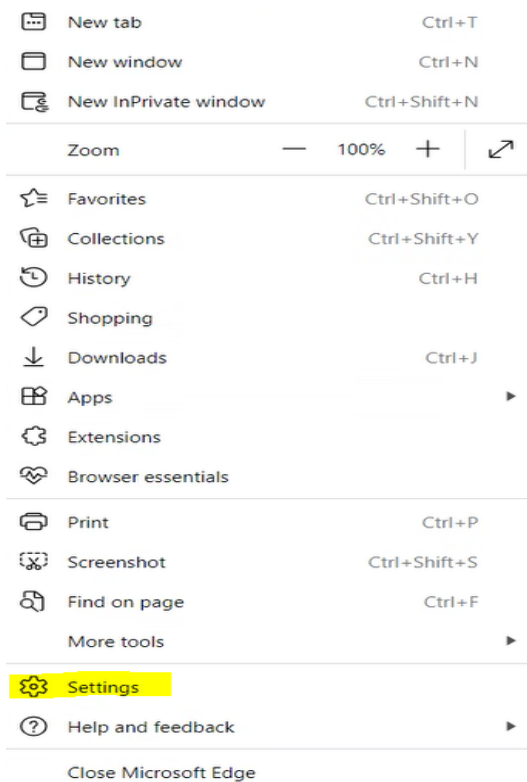 New tab Ctrl+T
New window Ctrl+N
New InPrivate window Ctrl+Shift+N
Zoom — 100% +
Favorites Ctrl+Shift+O
Collections Ctrl+Shift+Y
History Ctrl+H
Shopping
Downloads Ctrl+J
Apps
Extensions
Browser essentials
Print Ctrl+P
Screenshot Ctrl+Shift+S
Find on page Ctrl+F
More tools
Settings
Help and feedback
Close Microsoft Edge